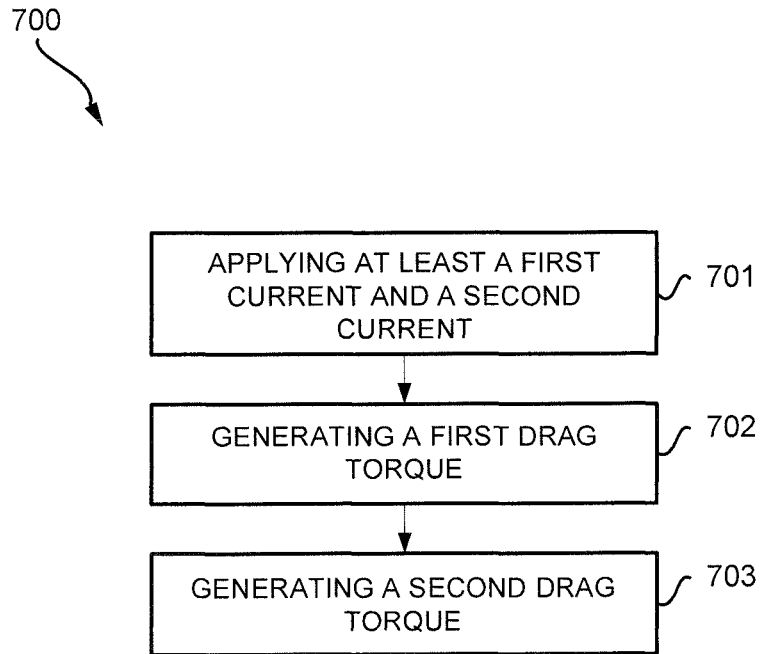 700
APPLYING AT LEAST A FIRST
CURRENT AND A SECOND
CURRENT
701
GENERATING A FIRST DRAG
TORQUE
702
GENERATING A SECOND DRAG
TORQUE
703